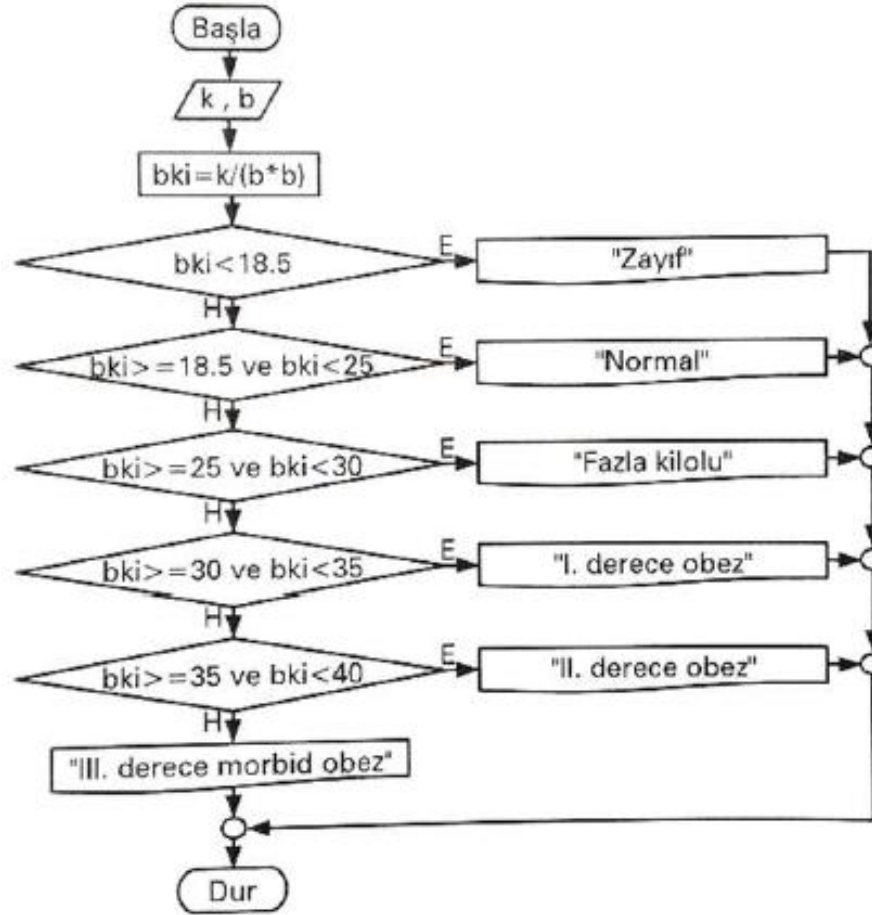 Başla
k , b
bki=k/(b*b)
bki<18.5
E
"Zayıf"
H
bki>=18.5 ve bki<25
E
"Normal"
H
bki>=25 ve bki<30
E
"Fazla kilolu"
H
bki>=30 ve bki<35
E
"I. derece obez"
H
bki>=35 ve bki<40
E
"II. derece obez"
H
"III. derece morbid obez"
Dur